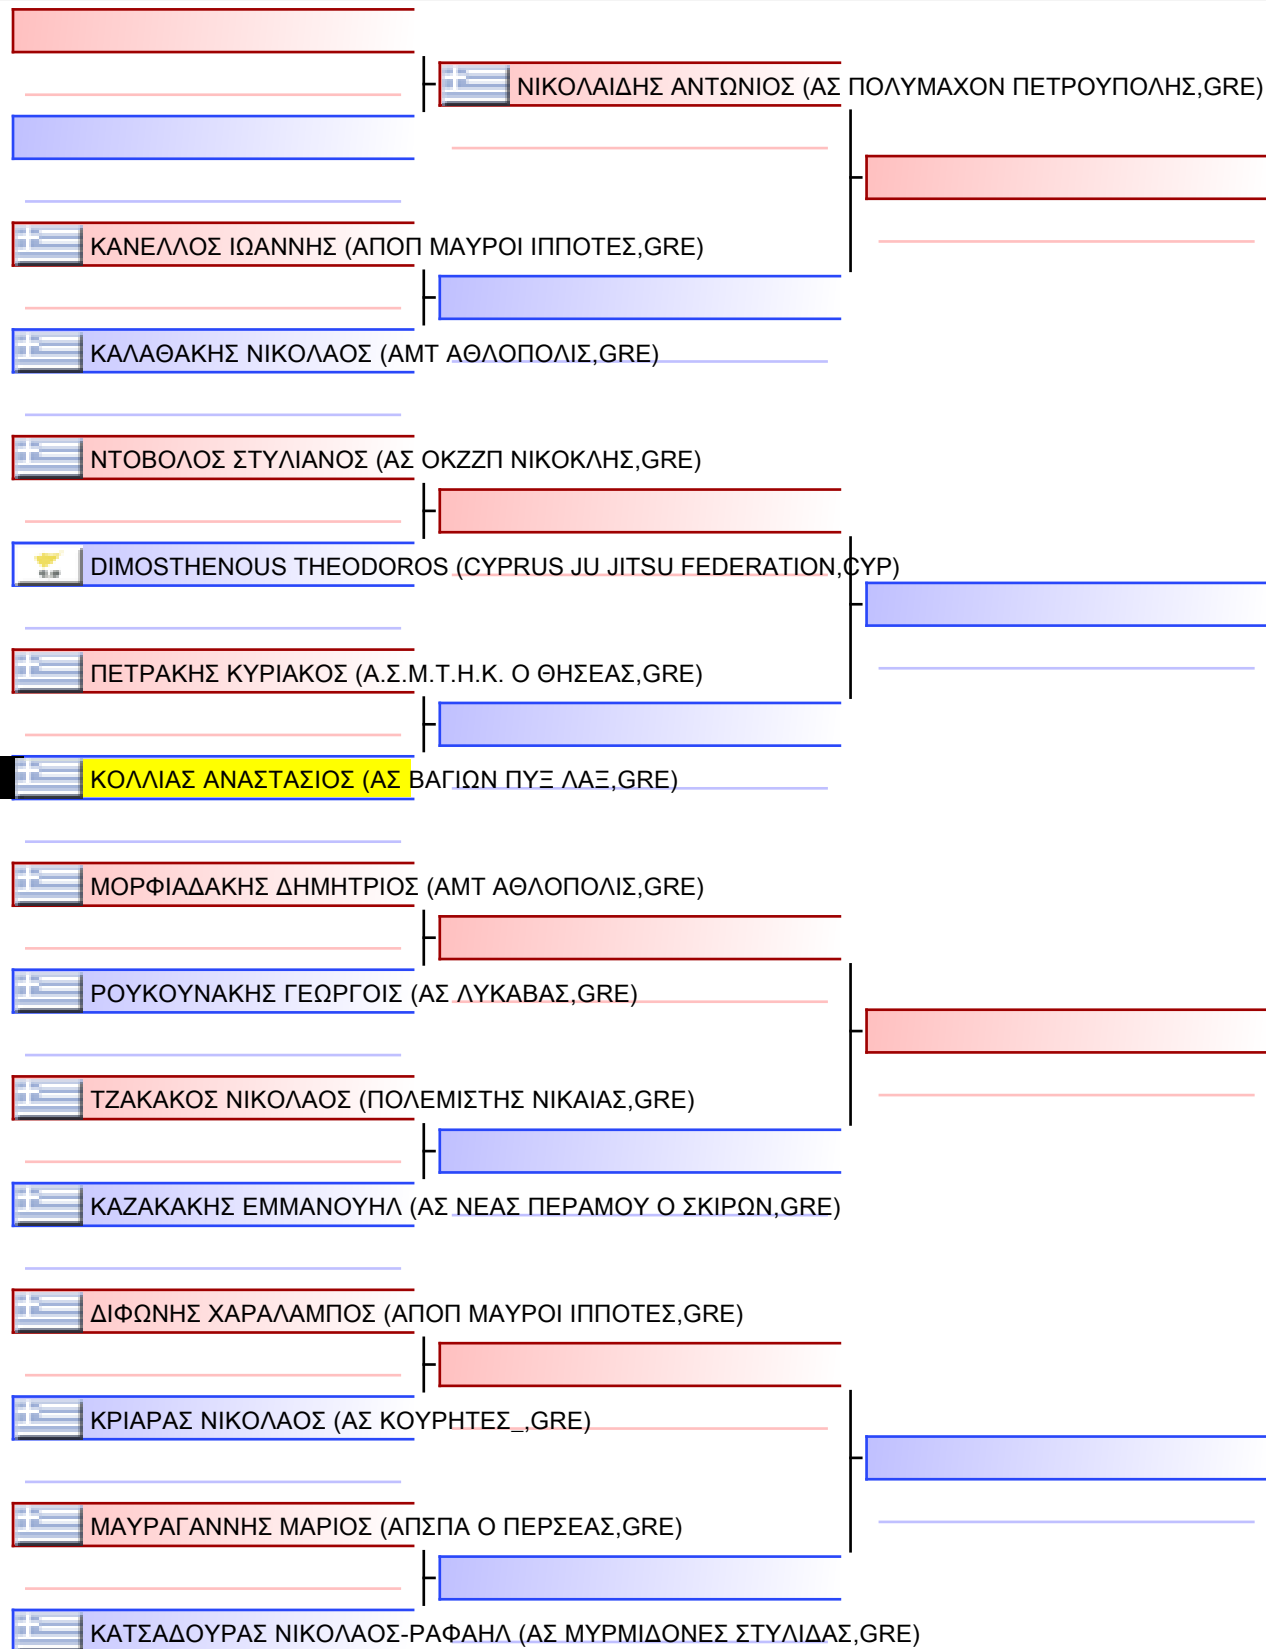 ΝΙΚΟΛΑΙΔΗΣ ΑΝΤΩΝΙΟΣ (ΑΣ ΠΟΛΥΜΑΧΟΝ ΠΕΤΡΟΥΠΟΛΗΣ,GRE)
ΚΑΝΕΛΛΟΣ ΙΩΑΝΝΗΣ (ΑΠΟΠ ΜΑΥΡΟΙ ΙΠΠΟΤΕΣ,GRE)
ΚΑΛΑΘΑΚΗΣ ΝΙΚΟΛΑΟΣ (ΑΜΤ ΑΘΛΟΠΟΛΙΣ,GRE)
ΝΤΟΒΟΛΟΣ ΣΤΥΛΙΑΝΟΣ (ΑΣ ΟΚΖΖΠ ΝΙΚΟΚΛΗΣ,GRE)
DIMOSTHENOUS THEODOROS (CYPRUS JU JITSU FEDERATION,CYP)
ΠΕΤΡΑΚΗΣ ΚΥΡΙΑΚΟΣ (Α.Σ.Μ.Τ.Η.Κ. Ο ΘΗΣΕΑΣ,GRE)
ΚΟΛΛΙΑΣ ΑΝΑΣΤΑΣΙΟΣ (ΑΣ ΒΑΓΙΩΝ ΠΥΞ ΛΑΞ,GRE)
ΜΟΡΦΙΑΔΑΚΗΣ ΔΗΜΗΤΡΙΟΣ (ΑΜΤ ΑΘΛΟΠΟΛΙΣ,GRE)
ΡΟΥΚΟΥΝΑΚΗΣ ΓΕΩΡΓΟΙΣ (ΑΣ ΛΥΚΑΒΑΣ,GRE)
ΤΖΑΚΑΚΟΣ ΝΙΚΟΛΑΟΣ (ΠΟΛΕΜΙΣΤΗΣ ΝΙΚΑΙΑΣ,GRE)
ΚΑΖΑΚΑΚΗΣ ΕΜΜΑΝΟΥΗΛ (ΑΣ ΝΕΑΣ ΠΕΡΑΜΟΥ Ο ΣΚΙΡΩΝ,GRE)
ΔΙΦΩΝΗΣ ΧΑΡΑΛΑΜΠΟΣ (ΑΠΟΠ ΜΑΥΡΟΙ ΙΠΠΟΤΕΣ,GRE)
ΚΡΙΑΡΑΣ ΝΙΚΟΛΑΟΣ (ΑΣ ΚΟΥΡΗΤΕΣ_,GRE)
ΜΑΥΡΑΓΑΝΝΗΣ ΜΑΡΙΟΣ (ΑΠΣΠΑ Ο ΠΕΡΣΕΑΣ,GRE)
ΚΑΤΣΑΔΟΥΡΑΣ ΝΙΚΟΛΑΟΣ-ΡΑΦΑΗΛ (ΑΣ ΜΥΡΜΙΔΟΝΕΣ ΣΤΥΛΙΔΑΣ,GRE)